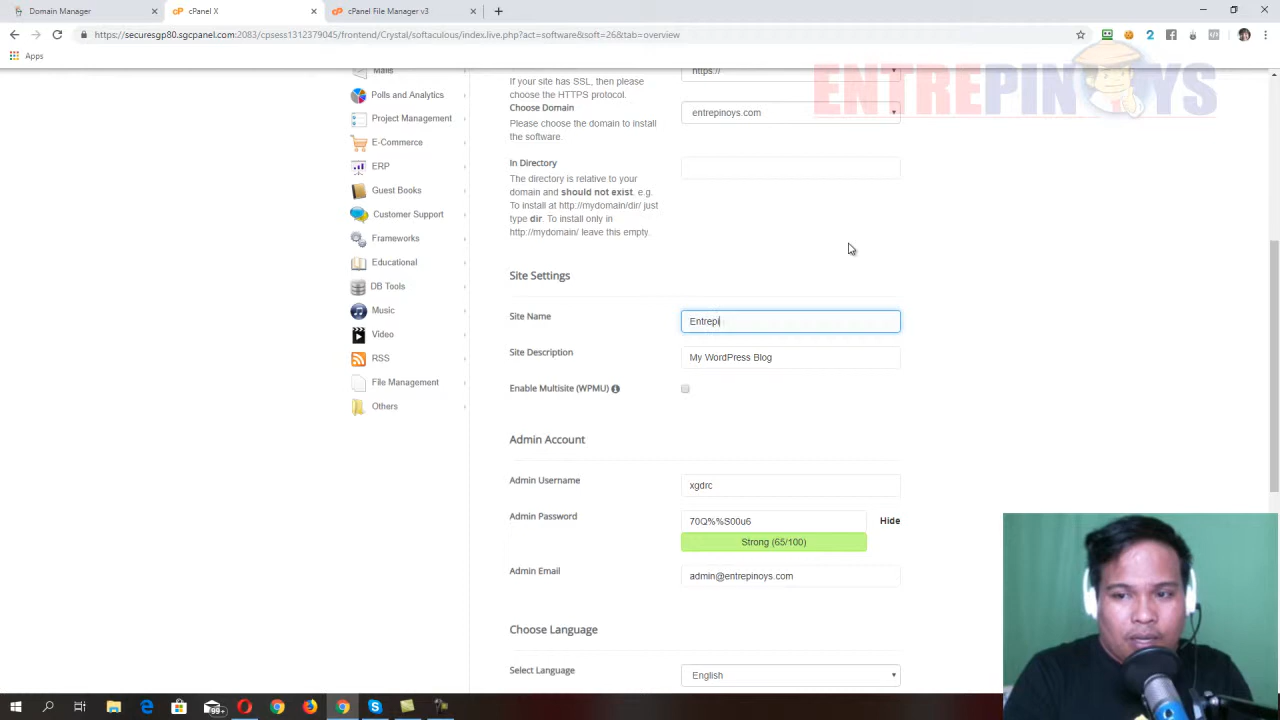 Domain Manager
cPanel X
cPanel File Manager v3
https://securesgp80.sgcpanel.com:2083/cpsess1312379045/frontend/Crystal/softaculous/index.live.php?act=software&soft=26&tab=overview
Apps
ENTREPINOYS
Mails
Polls and Analytics
Project Management
E-Commerce
ERP
Guest Books
Customer Support
Frameworks
Educational
DB Tools
Music
Video
RSS
File Management
Others
https://
If your site has SSL, then please
choose the HTTPS protocol.
Choose Domain
entrepinoys.com
Please choose the domain to install
the software.
In Directory
The directory is relative to your
domain and should not exist. e.g.
To install at http://mydomain/dir/ just
type dir. To install only in
http://mydomain/ leave this empty.
Site Settings
Site Name
Entrepi
Site Description
My WordPress Blog
Enable Multisite (WPMU)
Admin Account
Admin Username
xgdrc
Admin Password
70Q%%S00u6
Hide
Strong (65/100)
Admin Email
admin@entrepinoys.com
Choose Language
Select Language
English
99+